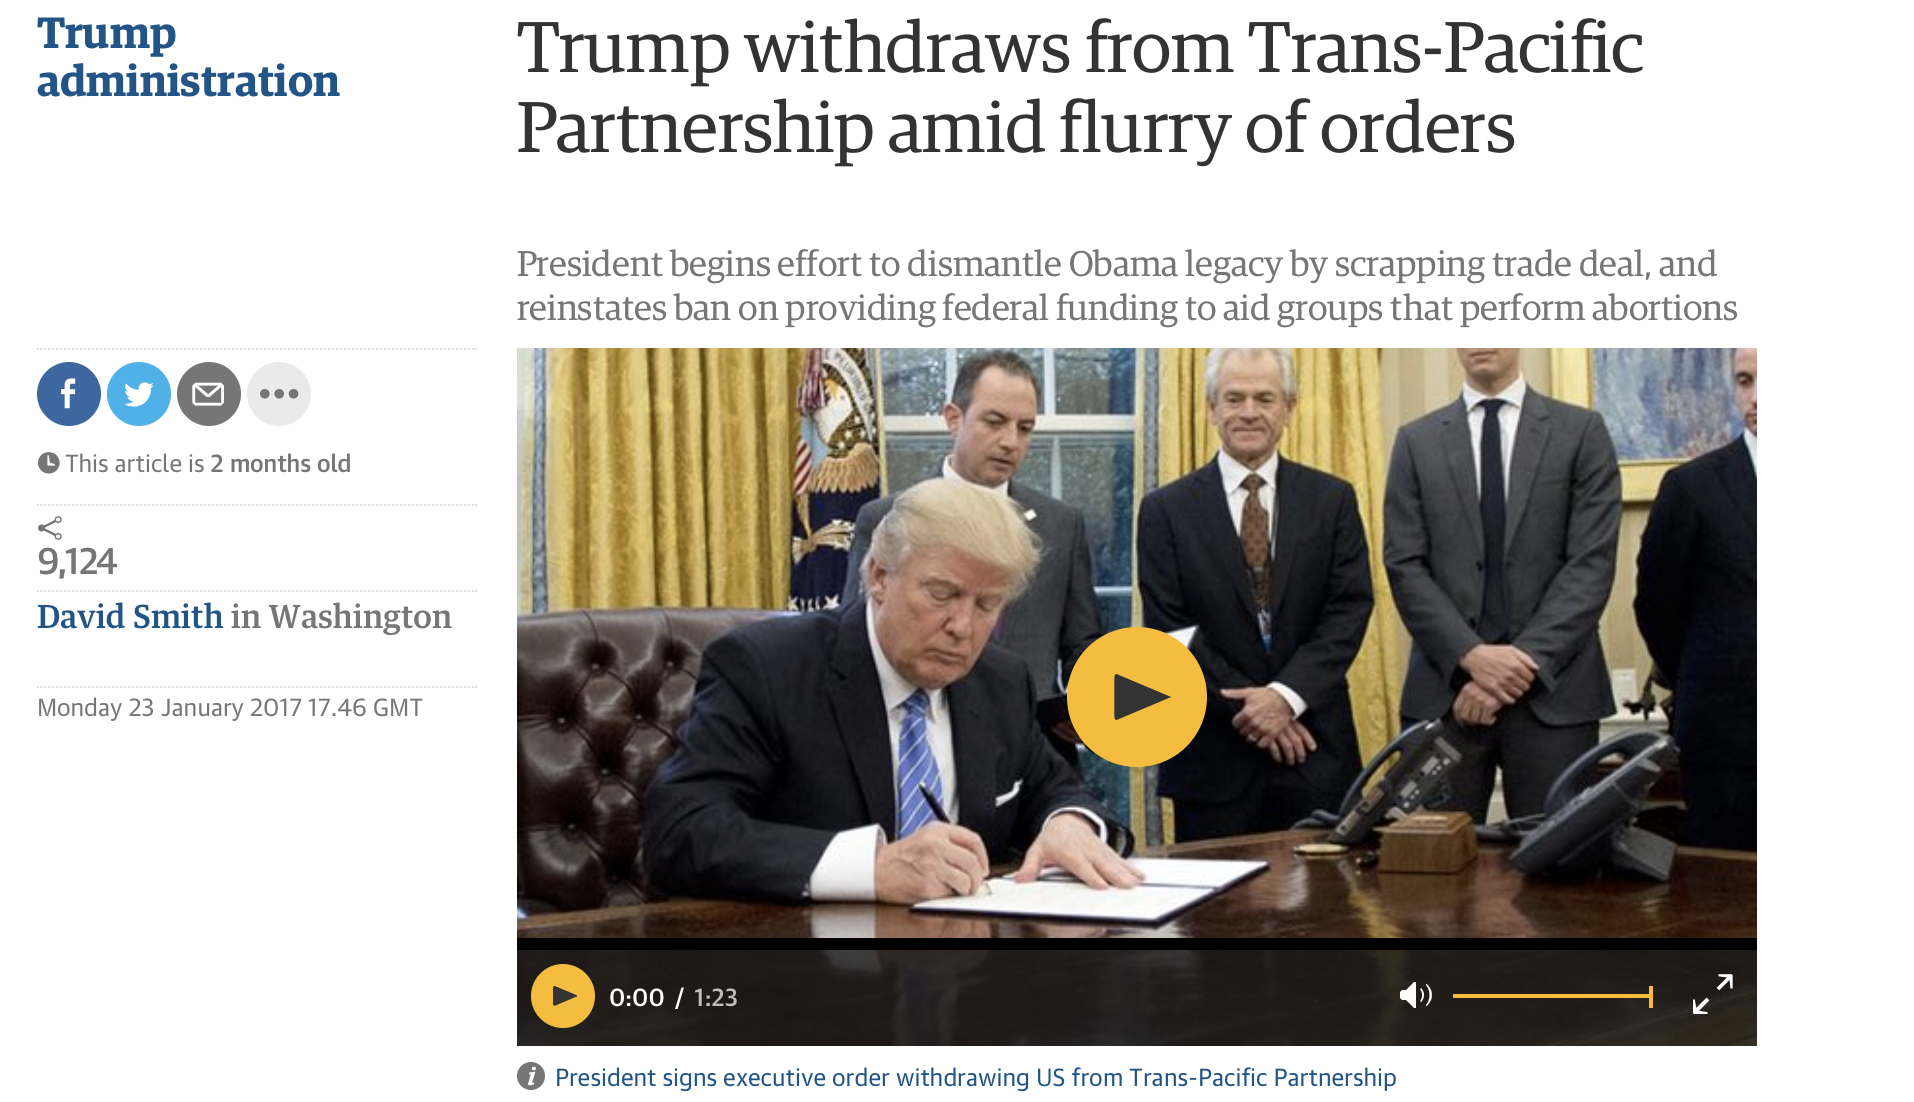 Trump
administration
Trump withdraws from Trans-Pacific
Partnership amid flurry of orders
President begins effort to dismantle Obama legacy by scrapping trade deal, and
reinstates ban on providing federal funding to aid groups that perform abortions
This article is 2 months old
9,124
David Smith in Washington
Monday 23 January 2017 17.46 GMT
0:00 / 1:23
President signs executive order withdrawing US from Trans-Pacific Partnership